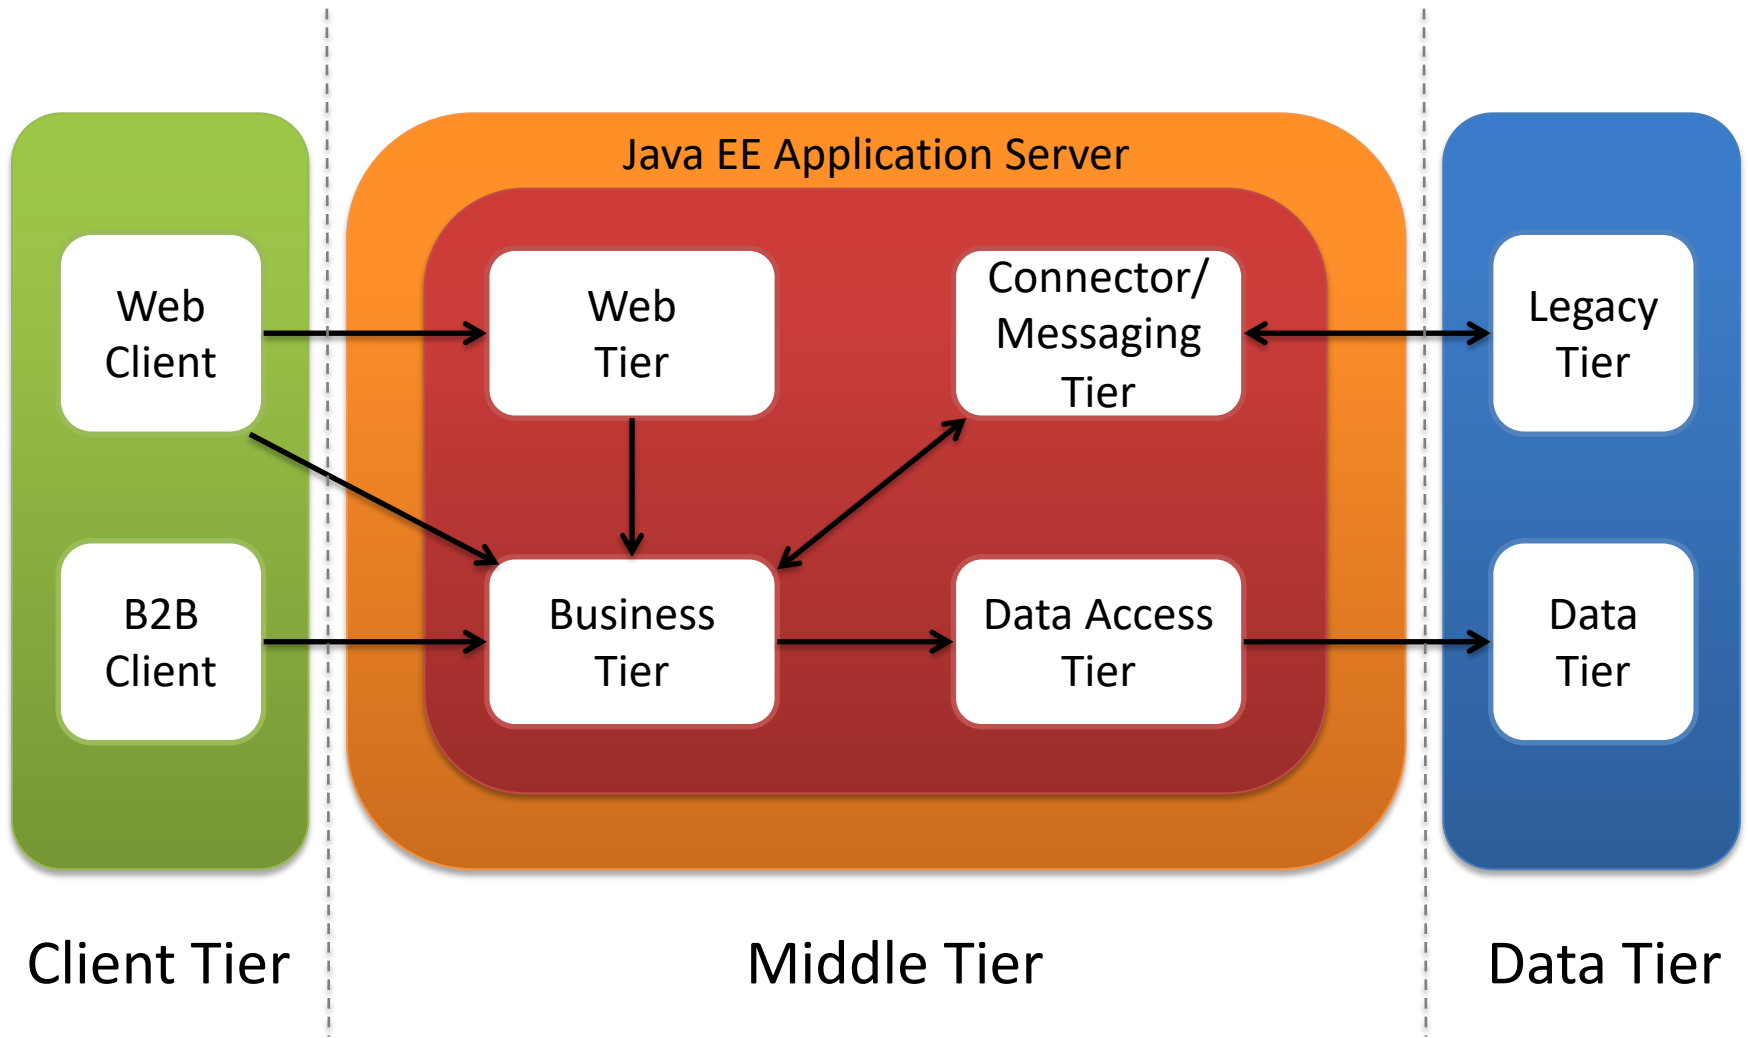 Java EE Application Server
Web
Client
Web
Tier
Connector/
Messaging
Tier
Legacy
Tier
B2B
Client
Business
Tier
Data Access
Tier
Data
Tier
Client Tier
Middle Tier
Data Tier